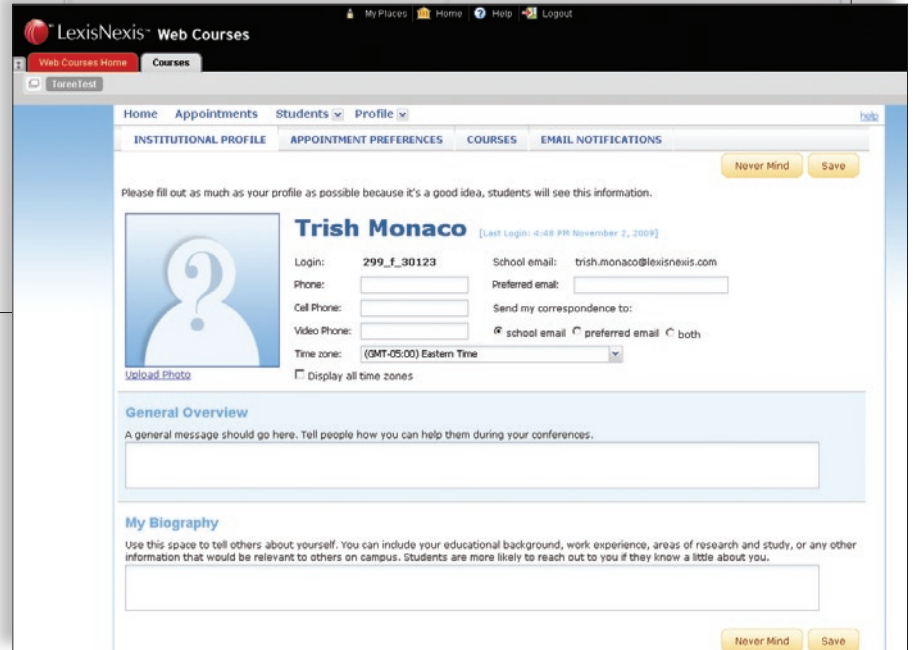 My Places Home Help Logout
LexisNexis™ Web Courses
Web Courses Home Courses
TareeTest
Home Appointments Students Profile help
INSTITUTIONAL PROFILE APPOINTMENT PREFERENCES COURSES EMAIL NOTIFICATIONS
Never Mind Save
Please fill out as much as your profile as possible because it's a good idea, students will see this information.
Trish Monaco [Last Login: 4:48 PM November 2, 2009]
Login: 299_f_30123 School email: trish.monaco@lexisnexis.com
Phone: Preferred email:
Cell Phone: Send my correspondence to:
Video Phone: school email preferred email both
Time zone: (GMT-05:00) Eastern Time
Upload Photo Display all time zones
General Overview
A general message should go here. Tell people how you can help them during your conferences.
My Biography
Use this space to tell others about yourself. You can include your educational background, work experience, areas of research and study, or any other
information that would be relevant to others on campus. Students are more likely to reach out to you if they know a little about you.
Never Mind Save